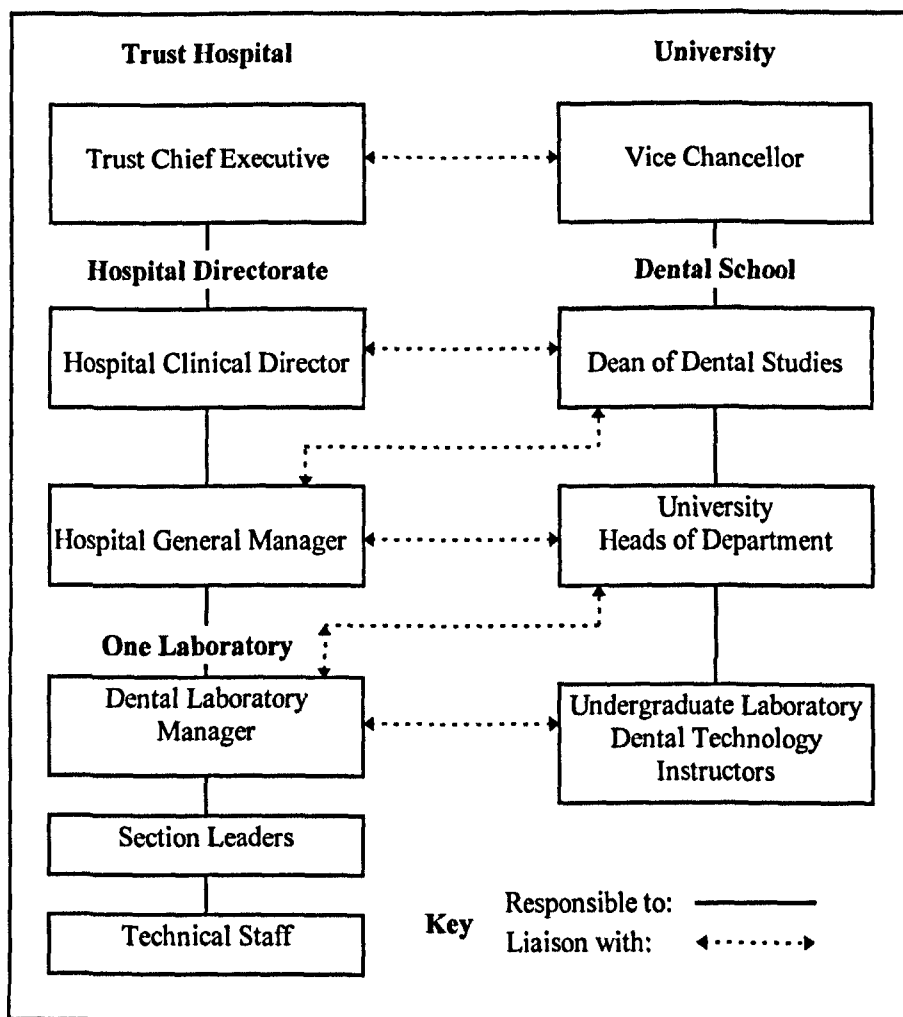 Trust Hospital
University
Trust Chief Executive
Vice Chancellor
Hospital Directorate
Dental School
Hospital Clinical Director
Dean of Dental Studies
Hospital General Manager
University
Heads of Department
One Laboratory
Dental Laboratory
Manager
Undergraduate Laboratory
Dental Technology
Instructors
Section Leaders
Technical Staff
Key
Responsible to:
Liaison with: